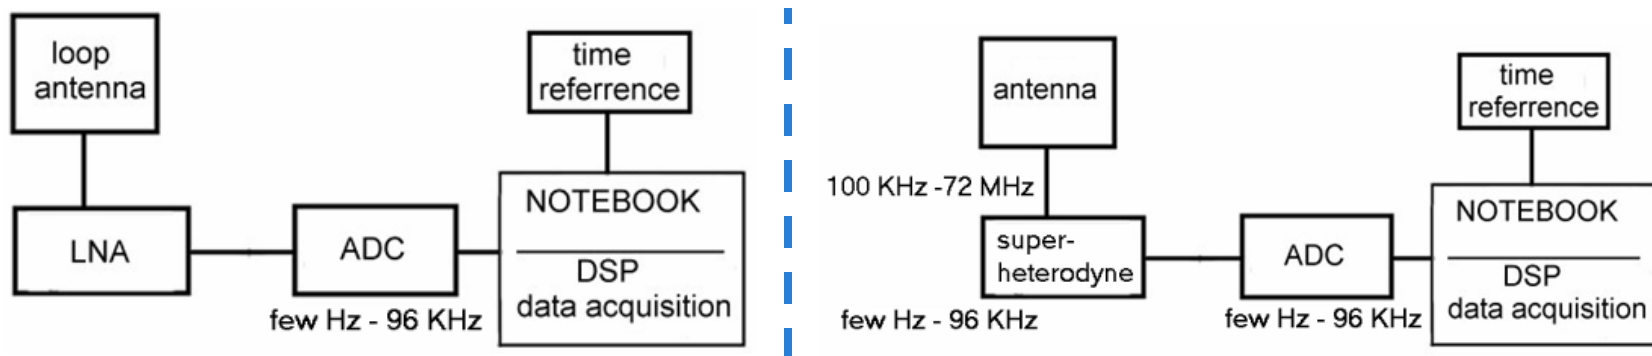 loop
antenna
time
referrence
LNA
ADC
few Hz - 96 KHz
NOTEBOOK
DSP
data acquisition
antenna
time
referrence
100 KHz -72 MHz
super-
heterodyne
few Hz - 96 KHz
ADC
few Hz - 96 KHz
NOTEBOOK
DSP
data acquisition